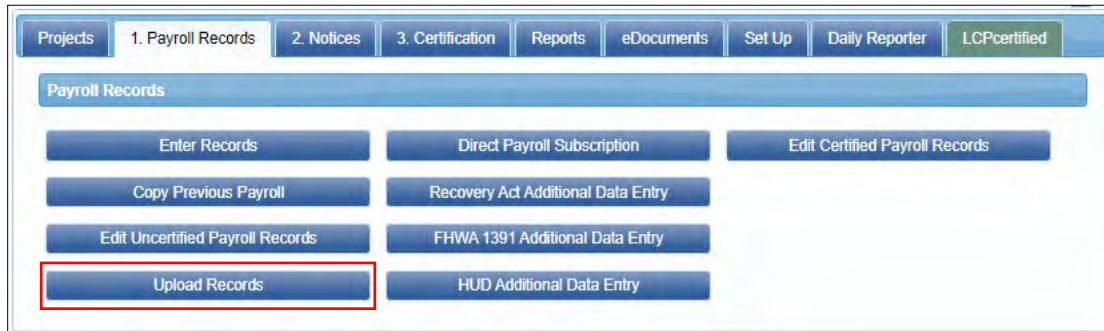 Projects 1. Payroll Records 2. Notices 3. Certification Reports eDocuments Set Up Daily Reporter LCPcertified
Payroll Records
Enter Records Direct Payroll Subscription Edit Certified Payroll Records
Copy Previous Payroll Recovery Act Additional Data Entry
Edit Uncertified Payroll Records FHWA 1391 Additional Data Entry
Upload Records HUD Additional Data Entry